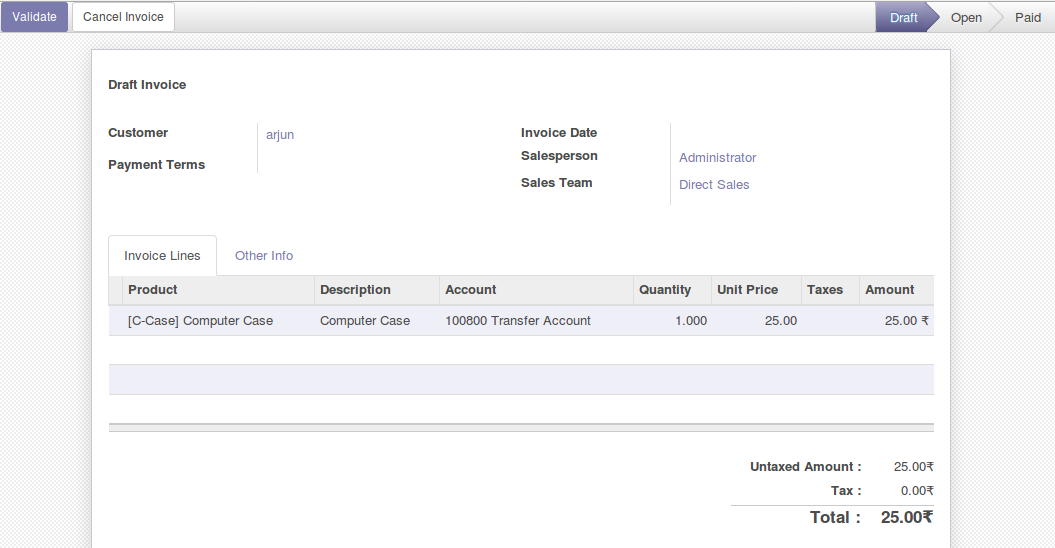 Validate Cancel Invoice Draft Open Paid
Draft Invoice
Customer arjun Invoice Date
Salesperson Administrator
Payment Terms
Sales Team Direct Sales
Invoice Lines Other Info
Product Description Account Quantity Unit Price Taxes Amount
[C-Case] Computer Case Computer Case 100800 Transfer Account 1.000 25.00 25.00 ₹
Untaxed Amount : 25.00₹
Tax : 0.00₹
Total : 25.00₹